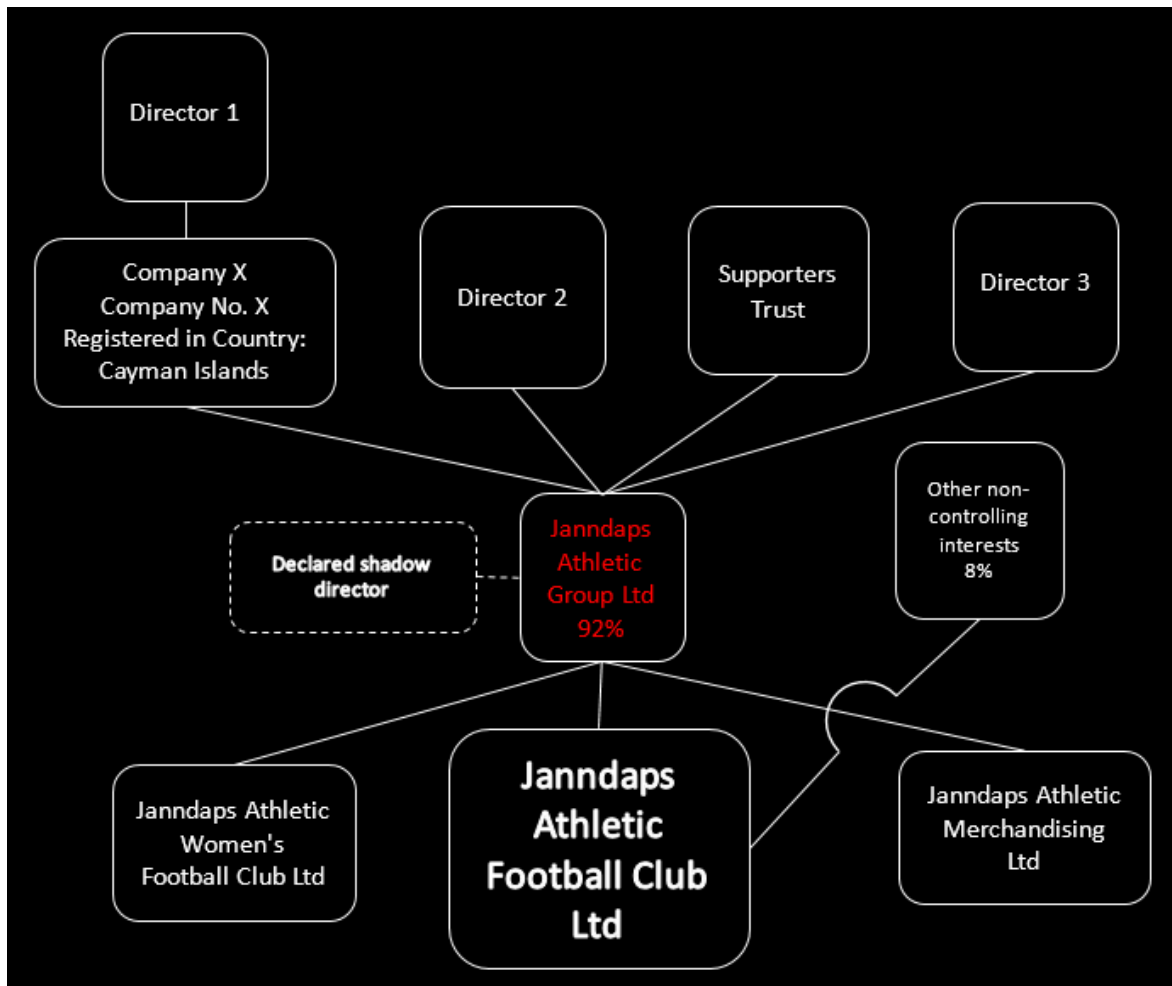 Director 1
Company X
Company No. X
Registered in Country:
Cayman Islands
Director 2
Supporters
Trust
Director 3
Other non-
controlling
interests
8%
Declared shadow
director
Janndaps
Athletic
Group Ltd
92%
Janndaps Athletic
Women's
Football Club Ltd
Janndaps
Athletic
Football Club
Ltd
Janndaps Athletic
Merchandising
Ltd